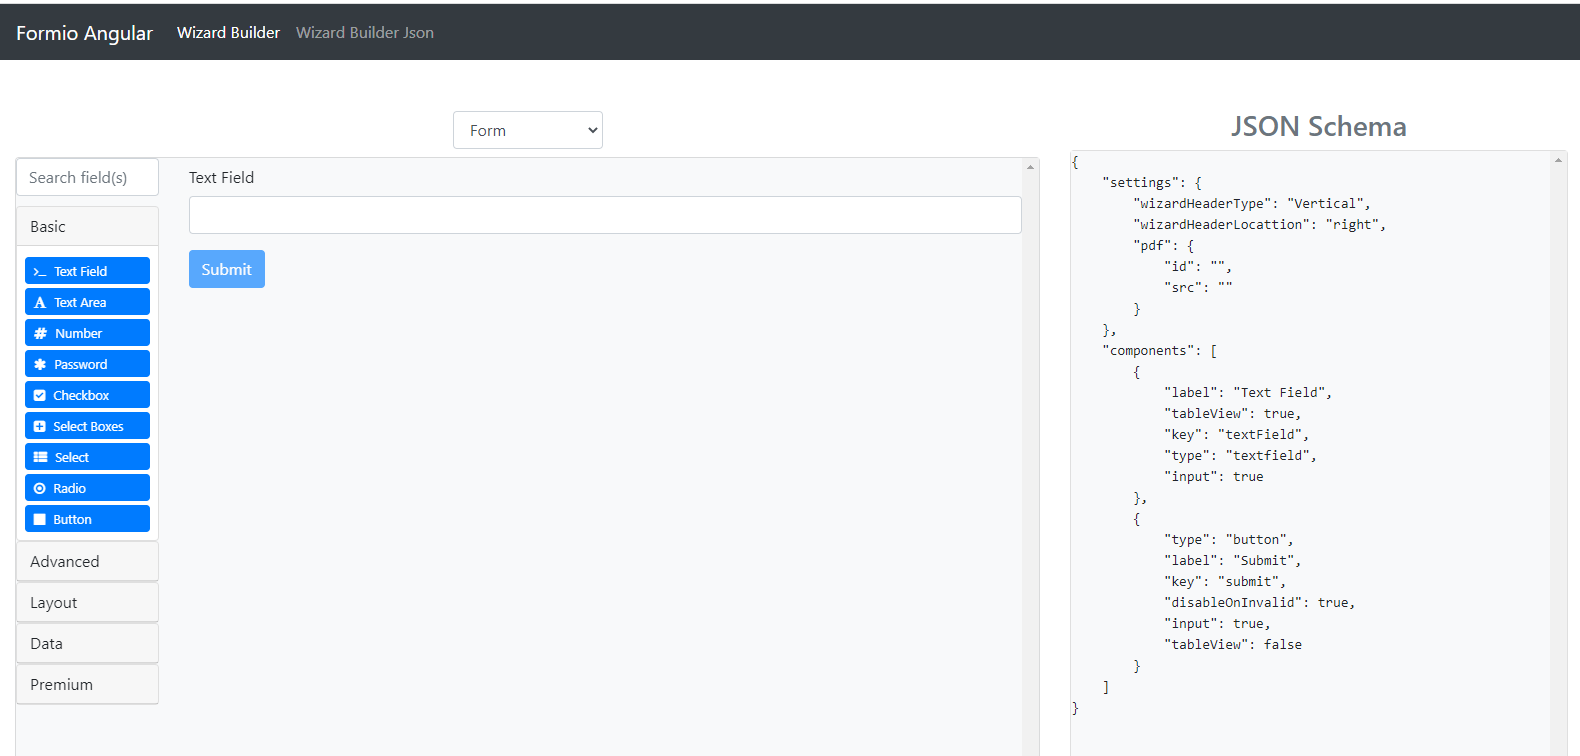 Formio Angular Wizard Builder Wizard Builder Json
Form
Search field(s)
Basic
Text Field
Text Area
Number
Password
Checkbox
Select Boxes
Select
Radio
Button
Advanced
Layout
Data
Premium
Text Field
Submit
JSON Schema
{
    "settings": {
        "wizardHeaderType": "Vertical",
        "wizardHeaderLocattion": "right",
        "pdf": {
            "id": "",
            "src": ""
        }
    },
    "components": [
        {
            "label": "Text Field",
            "tableView": true,
            "key": "textField",
            "type": "textfield",
            "input": true
        },
        {
            "type": "button",
            "label": "Submit",
            "key": "submit",
            "disableOnInvalid": true,
            "input": true,
            "tableView": false
        }
    ]
}